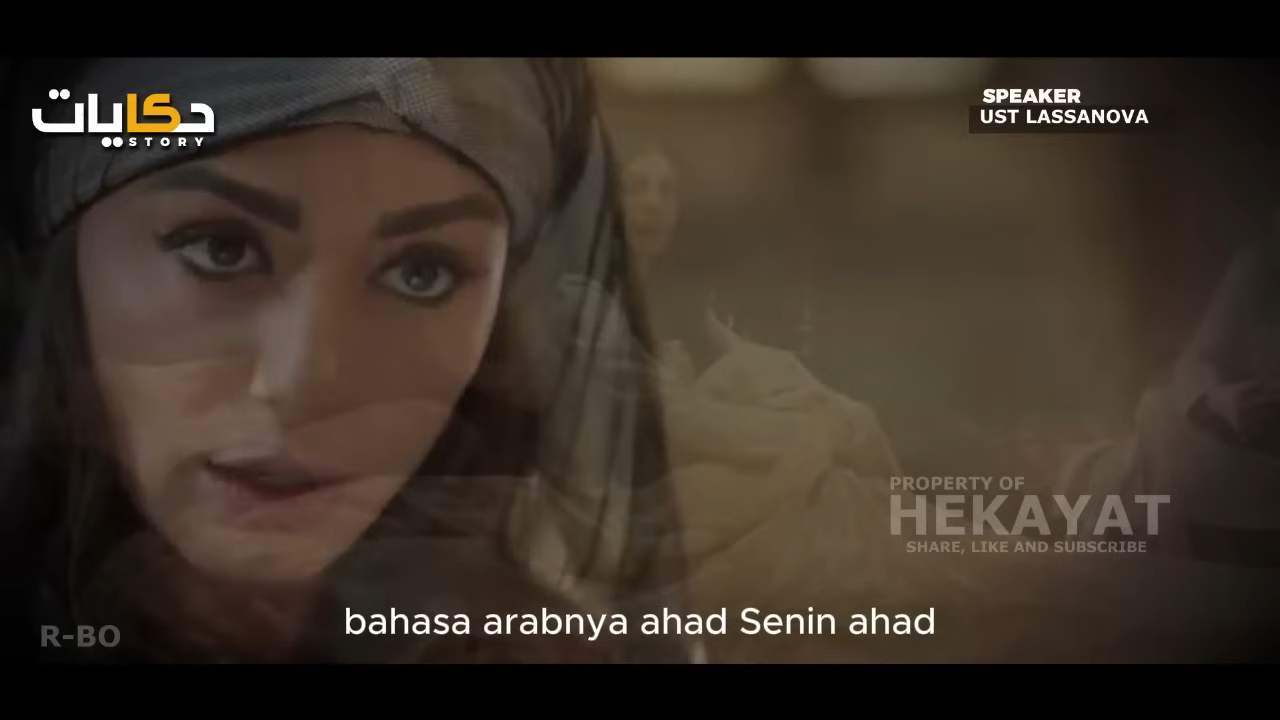 حكايات
STORY
SPEAKER
UST LASSANOVA
PROPERTY OF
HEKAYAT
SHARE, LIKE AND SUBSCRIBE
bahasa arabnya ahad Senin ahad
R-BO